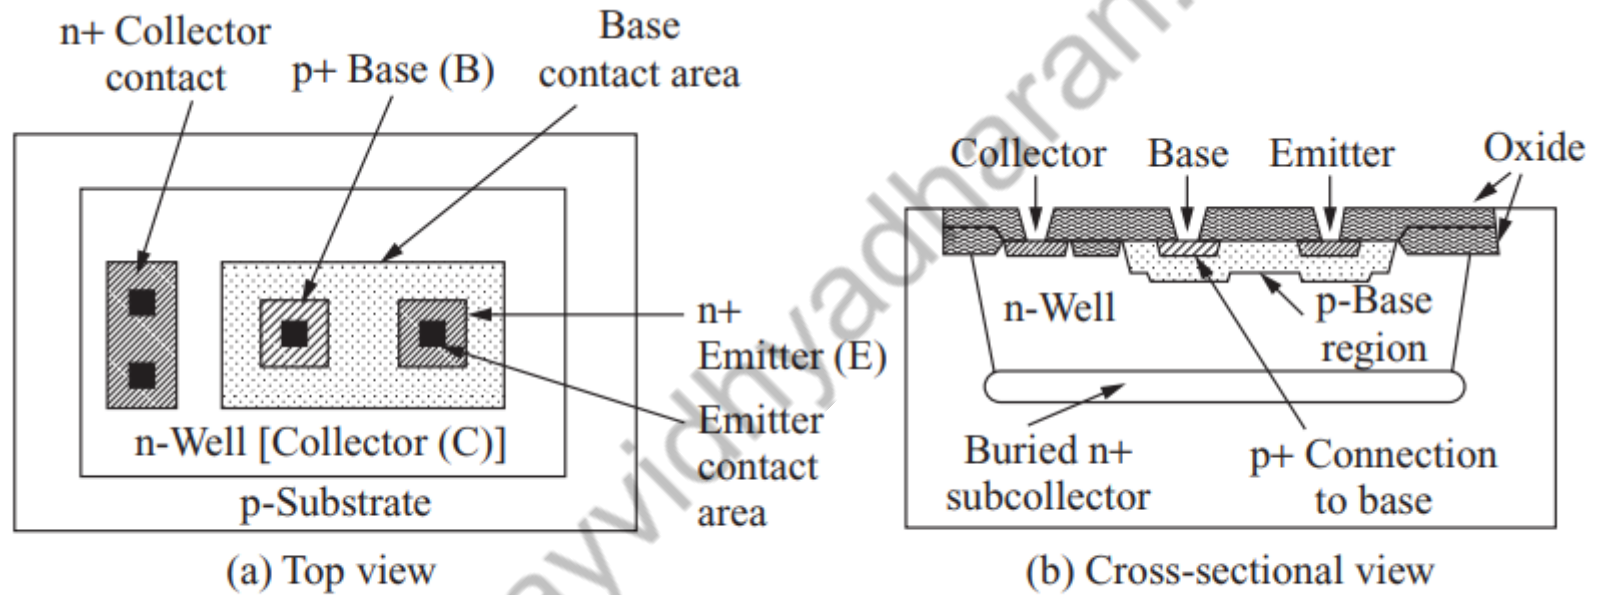 n+ Collector
contact
p+ Base (B)
Base
contact area
n+
Emitter (E)
Emitter
contact
area
n-Well [Collector (C)]
p-Substrate
(a) Top view
Collector
Base
Emitter
Oxide
n-Well
p-Base
region
Buried n+
subcollector
p+ Connection
to base
(b) Cross-sectional view
ayvidhyadharan